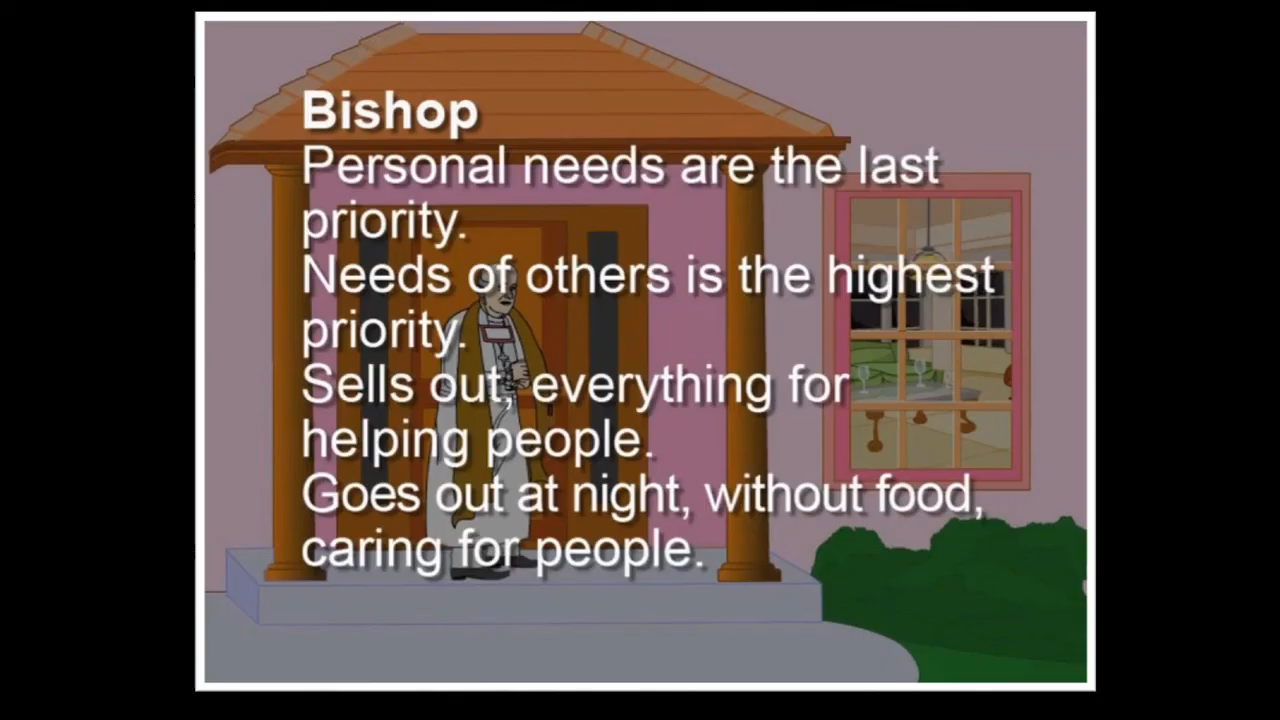 Bishop
Personal needs are the last
priority.
Needs of others is the highest
priority.
Sells out, everything for
helping people.
Goes out at night, without food,
caring for people.